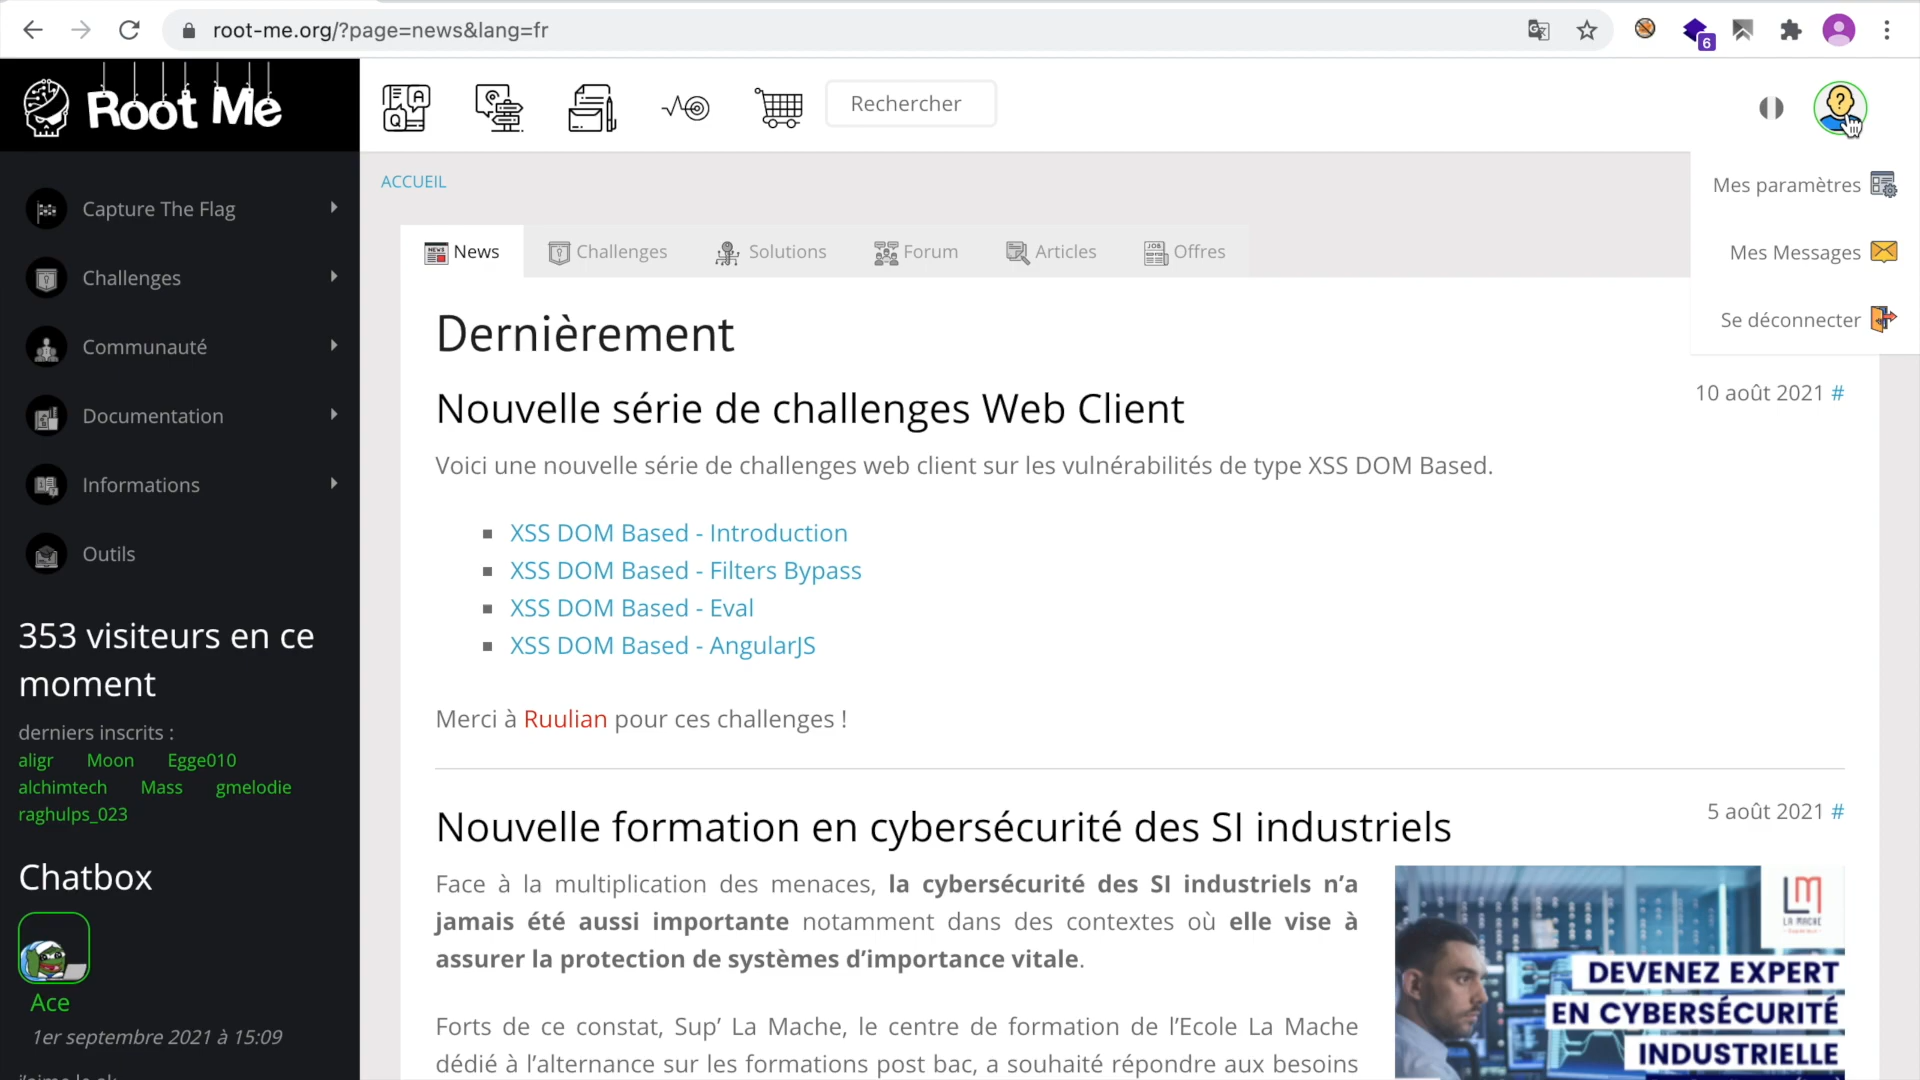 root-me.org/?page=news&lang=fr
6
Root Me
Rechercher
Capture The Flag
Challenges
Communauté
Documentation
Informations
Outils
353 visiteurs en ce
moment
derniers inscrits :
aligr Moon Egge010
alchimtech Mass gmelodie
raghulps_023
Chatbox
Ace
1er septembre 2021 à 15:09
ACCUEIL
News Challenges Solutions Forum Articles Offres
Mes paramètres
Mes Messages
Se déconnecter
Dernièrement
Nouvelle série de challenges Web Client
10 août 2021 #
Voici une nouvelle série de challenges web client sur les vulnérabilités de type XSS DOM Based.
XSS DOM Based - Introduction
XSS DOM Based - Filters Bypass
XSS DOM Based - Eval
XSS DOM Based - AngularJS
Merci à Ruulian pour ces challenges !
Nouvelle formation en cybersécurité des SI industriels
5 août 2021 #
Face à la multiplication des menaces, la cybersécurité des SI industriels n’a
jamais été aussi importante notamment dans des contextes où elle vise à
assurer la protection de systèmes d’importance vitale.
Forts de ce constat, Sup’ La Mache, le centre de formation de l’Ecole La Mache
dédié à l’alternance sur les formations post bac, a souhaité répondre aux besoins
LA MACHE
DEVENEZ EXPERT
EN CYBERSÉCURITÉ
INDUSTRIELLE